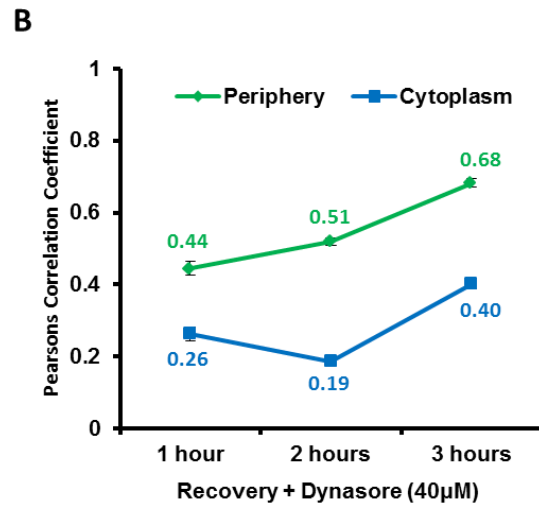 B
Pearsons Correlation Coefficient
1
0.8
0.6
0.4
0.2
0
Periphery
Cytoplasm
0.44
0.51
0.68
0.26
0.19
0.40
1 hour
2 hours
3 hours
Recovery + Dynasore (40µM)